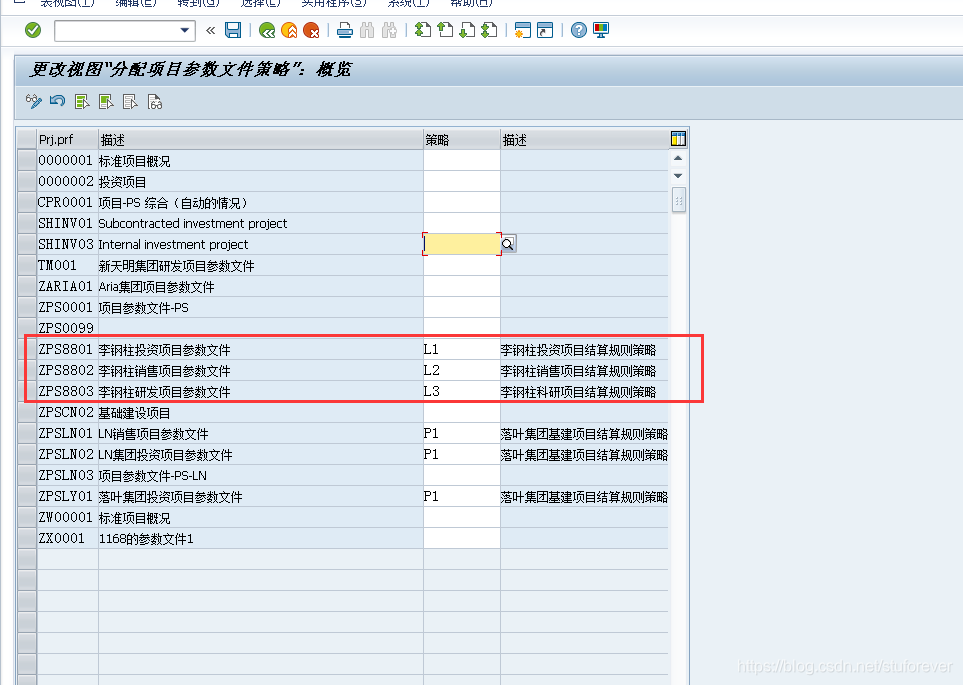 表视图(T) 编辑(E) 转到(G) 选择(L) 实用程序(S) 系统(Y) 帮助(H)
更改视图“分配项目参数文件策略”：概览
Prj.prf 描述 策略 描述
0000001 标准项目概况
0000002 投资项目
CPR0001 项目-PS 综合（自动的情况）
SHINV01 Subcontracted investment project
SHINV03 Internal investment project
TM001 新天明集团研发项目参数文件
ZARIA01 Aria集团项目参数文件
ZPS0001 项目参数文件-PS
ZPS0099
ZPS8801 李钢柱投资项目参数文件 L1 李钢柱投资项目结算规则策略
ZPS8802 李钢柱销售项目参数文件 L2 李钢柱销售项目结算规则策略
ZPS8803 李钢柱研发项目参数文件 L3 李钢柱科研项目结算规则策略
ZPSCN02 基础建设项目
ZPSLN01 LN销售项目参数文件 P1 落叶集团基建项目结算规则策略
ZPSLN02 LN集团投资项目参数文件 P1 落叶集团基建项目结算规则策略
ZPSLN03 项目参数文件-PS-LN
ZPSLY01 落叶集团投资项目参数文件 P1 落叶集团基建项目结算规则策略
ZW00001 标准项目概况
ZX0001 1168的参数文件1
https://blog.csdn.net/stuforever